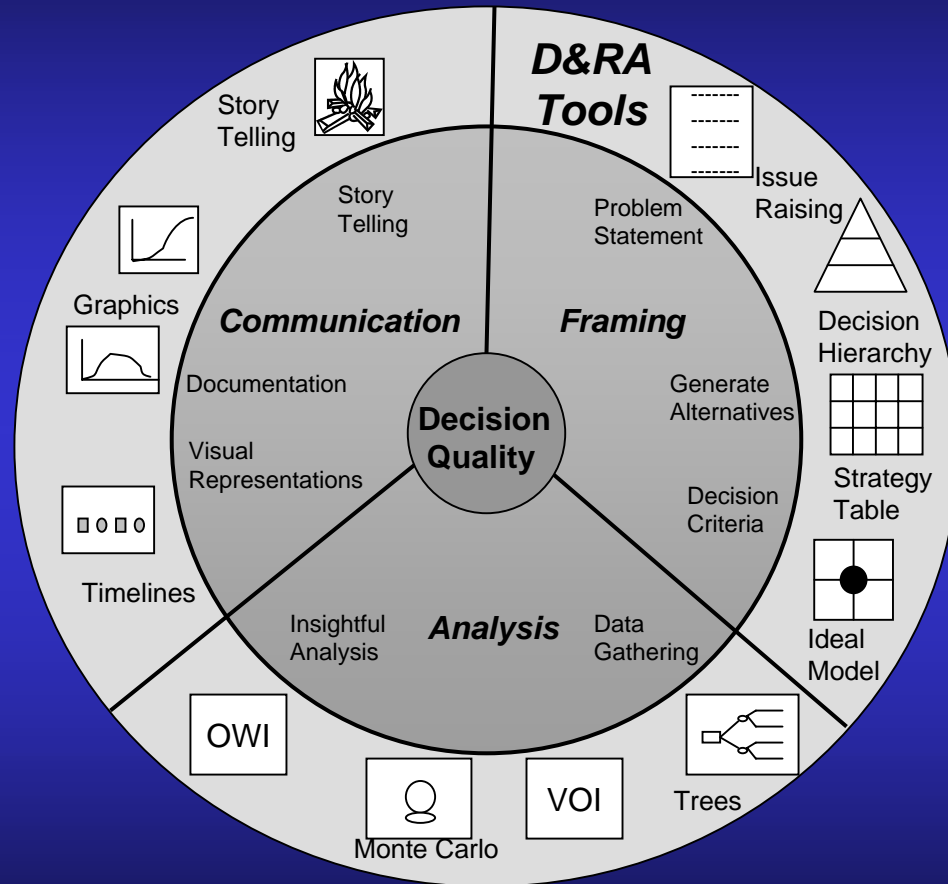 D&RA
Tools
Story
Telling
Issue
Raising
Story
Telling
Problem
Statement
Graphics
Communication
Framing
Decision
Hierarchy
Documentation
Generate
Alternatives
Decision
Quality
Visual
Representations
Strategy
Table
Decision
Criteria
Timelines
Insightful
Analysis
Analysis
Data
Gathering
Ideal
Model
OWI
VOI
Trees
Monte Carlo